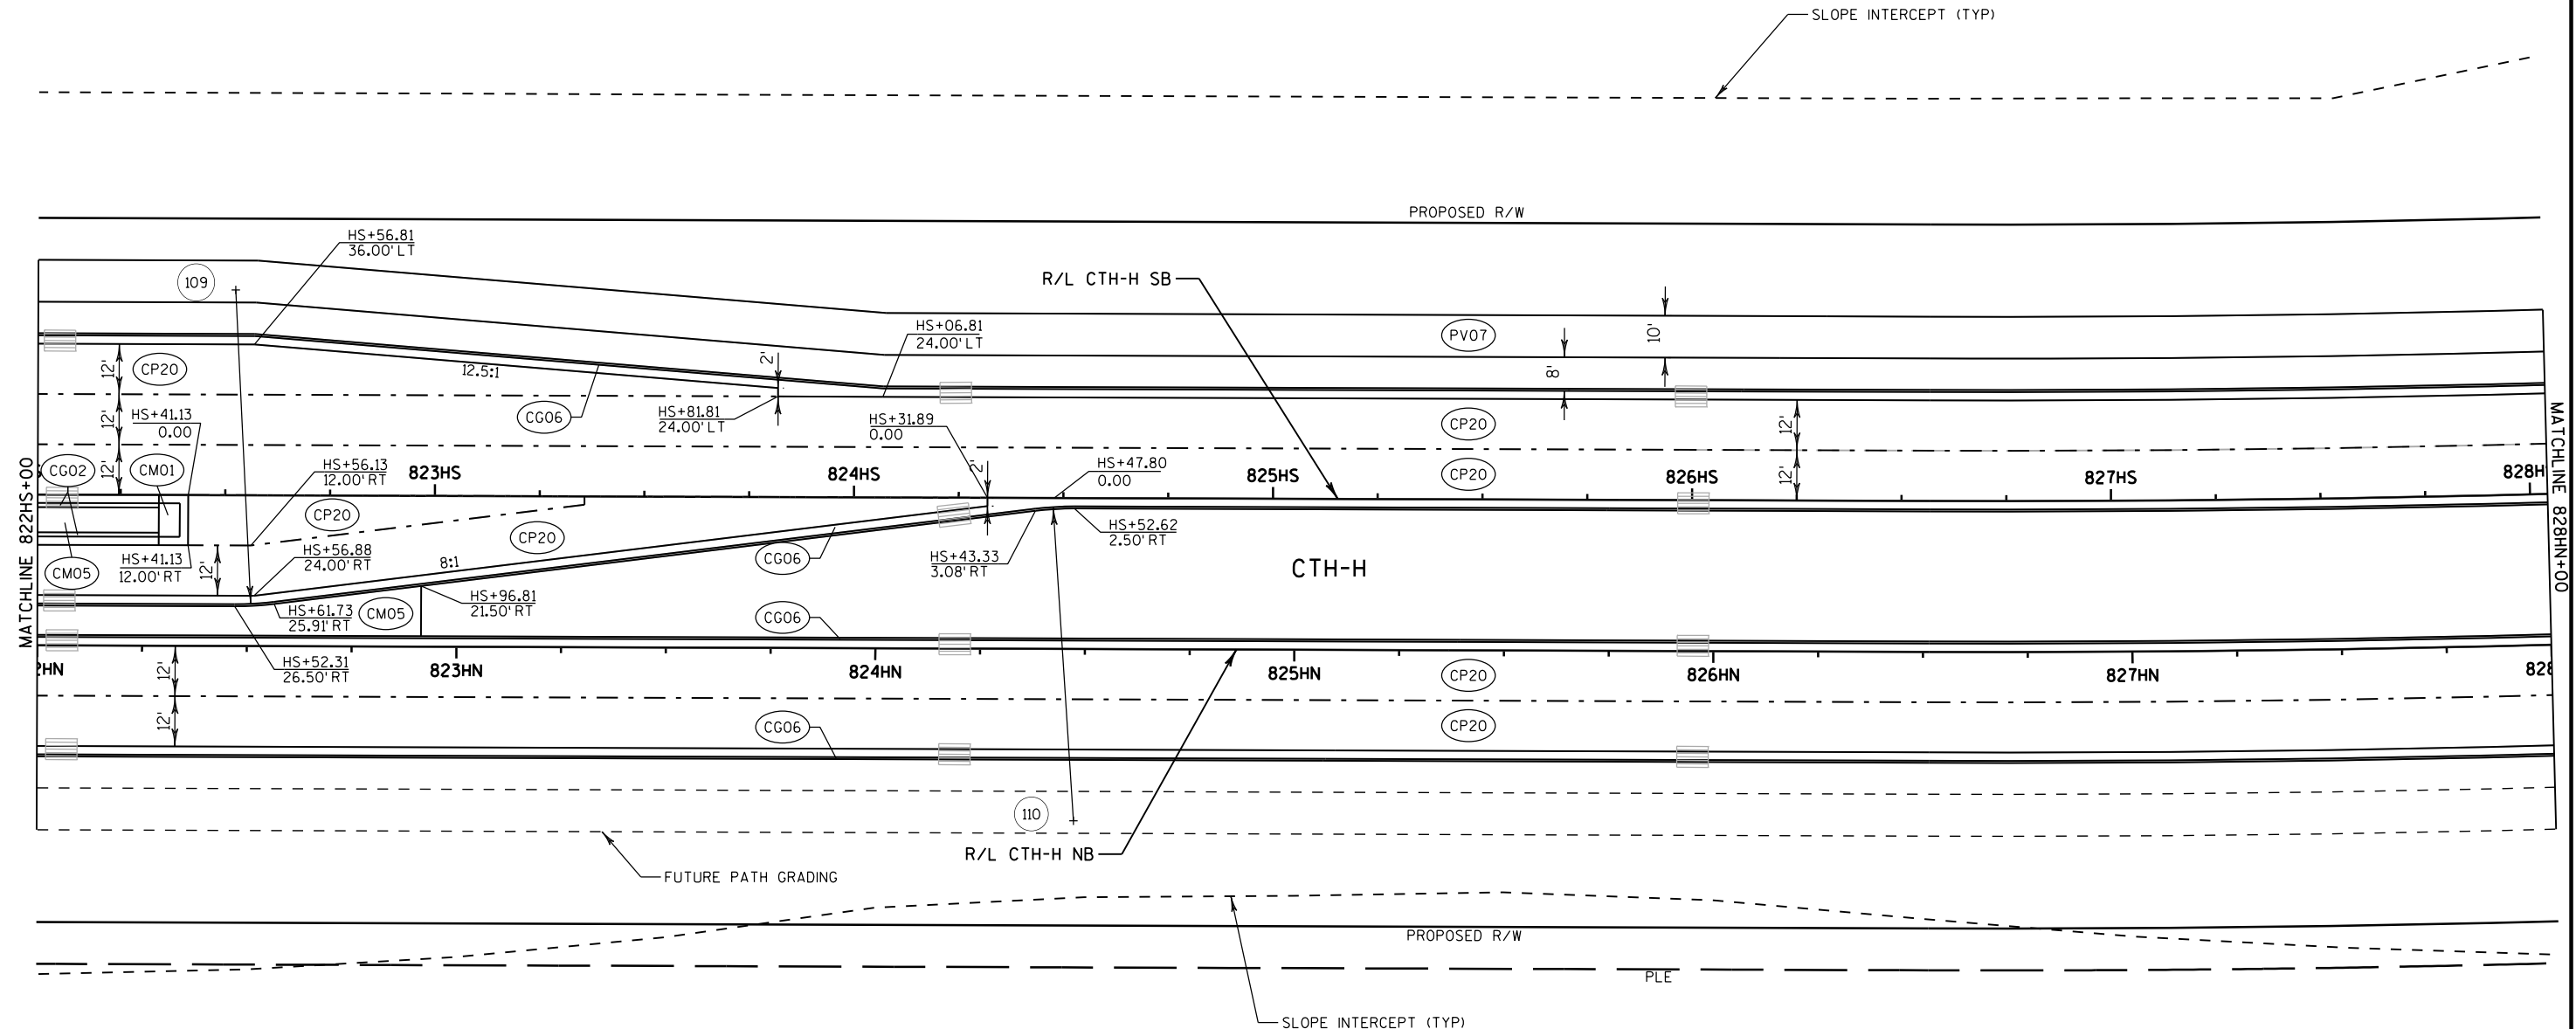 SLOPE INTERCEPT (TYP)
PROPOSED R/W
HS+56.81
36.00' LT
109
R/L CTH-H SB
HS+06.81
24.00' LT
PV07
10'
8'
2'
12'
CP20
12.5:1
CG06
HS+81.81
24.00' LT
HS+41.13
0.00
12'
HS+31.89
0.00
CP20
12'
MATCHLINE 828HN+00
12'
CG02
CM01
HS+56.13
12.00' RT
823HS
824HS
2'
HS+47.80
0.00
825HS
CP20
826HS
12'
827HS
828H
MATCHLINE 822HS+00
CP20
CP20
HS+52.62
2.50' RT
CM05
HS+41.13
12.00' RT
12'
HS+56.88
24.00' RT
8:1
CG06
HS+43.33
3.08' RT
CTH-H
HS+61.73
25.91' RT
CM05
HS+96.81
21.50' RT
CG06
HN
12'
HS+52.31
26.50' RT
823HN
824HN
825HN
CP20
826HN
827HN
828
12'
CG06
CP20
110
R/L CTH-H NB
FUTURE PATH GRADING
PROPOSED R/W
PLE
SLOPE INTERCEPT (TYP)